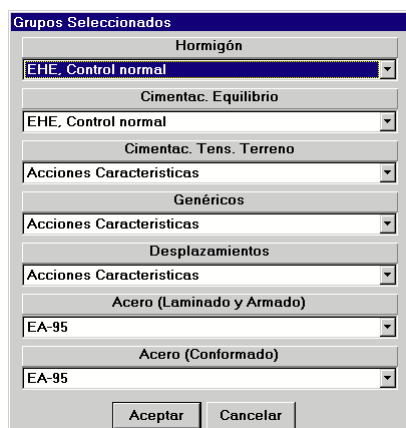 Grupos Seleccionados
Hormigón
EHE, Control normal
Cimentac. Equilibrio
EHE, Control normal
Cimentac. Tens. Terreno
Acciones Caracteristicas
Genéricos
Acciones Caracteristicas
Desplazamientos
Acciones Caracteristicas
Acero (Laminado y Armado)
EA-95
Acero (Conformado)
EA-95
Aceptar Cancelar